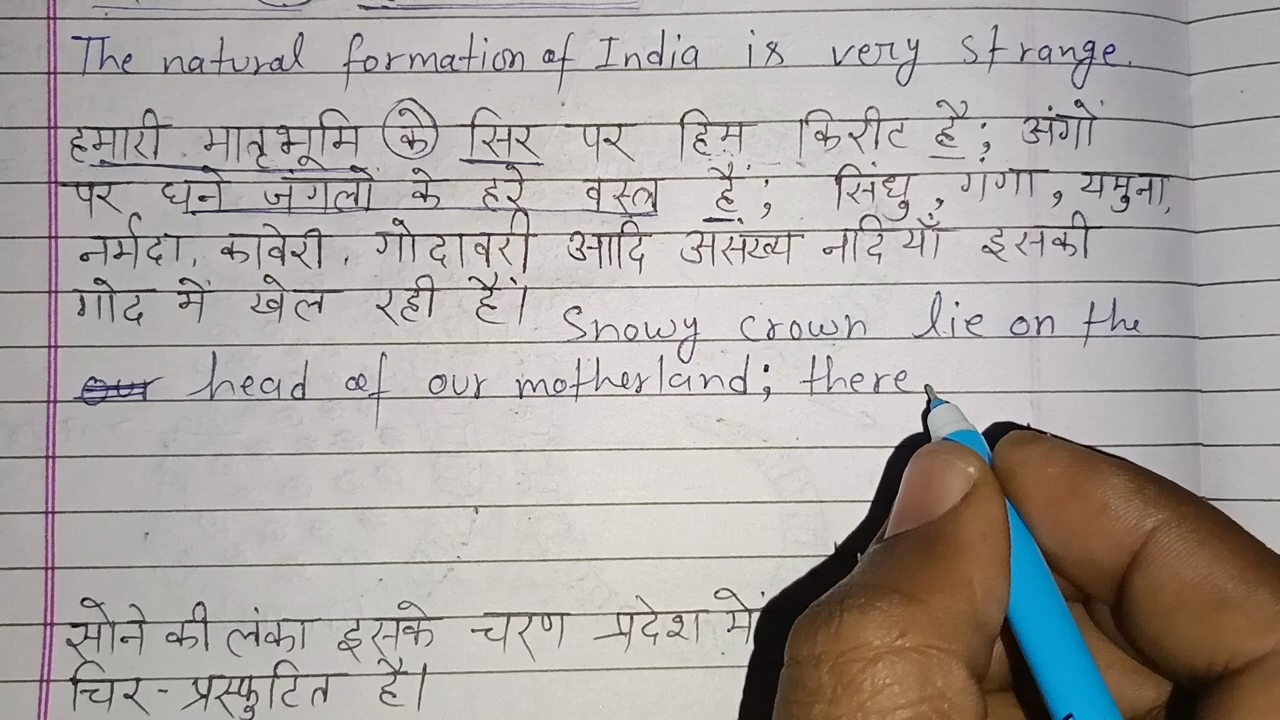 The natural formation of India is very strange.
हमारी मातृभूमि के सिर पर हिम किरीट है; अंगों
पर घने जंगलों के हरे वस्त्र हैं; सिंधु, गंगा, यमुना,
नर्मदा, कावेरी, गोदावरी आदि असंख्य नदियाँ इसकी
गोद में खेल रही हैं। Snowy crown lie on the
head of our motherland; there
सोने की लंका इसके चरण प्रदेश में
चिर-प्रस्फुटित है।